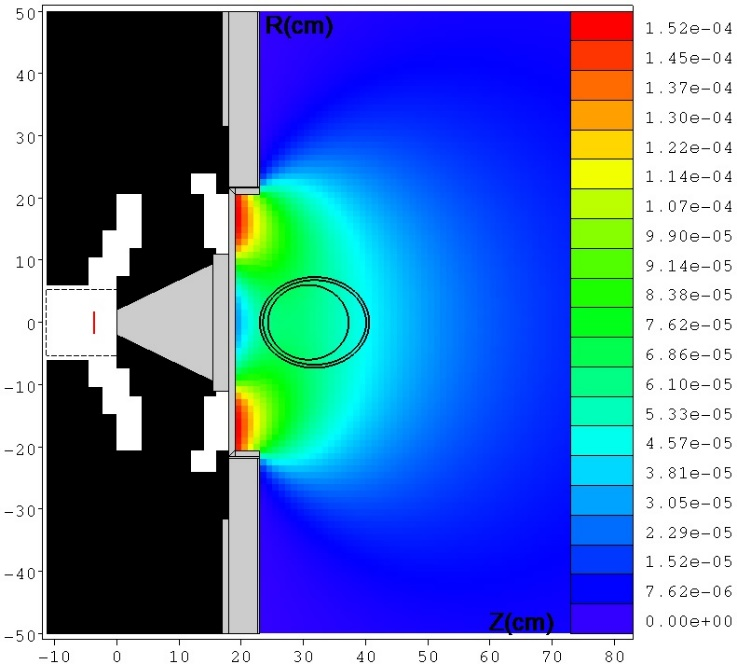 R(cm)
50
40
30
20
10
0
-10
-20
-30
-40
-50
Z(cm)
-10 0 10 20 30 40 50 60 70 80
1.52e-04
1.45e-04
1.37e-04
1.30e-04
1.22e-04
1.14e-04
1.07e-04
9.90e-05
9.14e-05
8.38e-05
7.62e-05
6.86e-05
6.10e-05
5.33e-05
4.57e-05
3.81e-05
3.05e-05
2.29e-05
1.52e-05
7.62e-06
0.00e+00